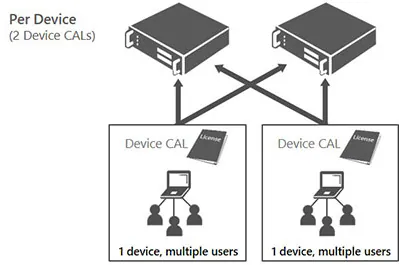 Per Device
(2 Device CALs)
Device CAL
License
Device CAL
License
1 device, multiple users
1 device, multiple users